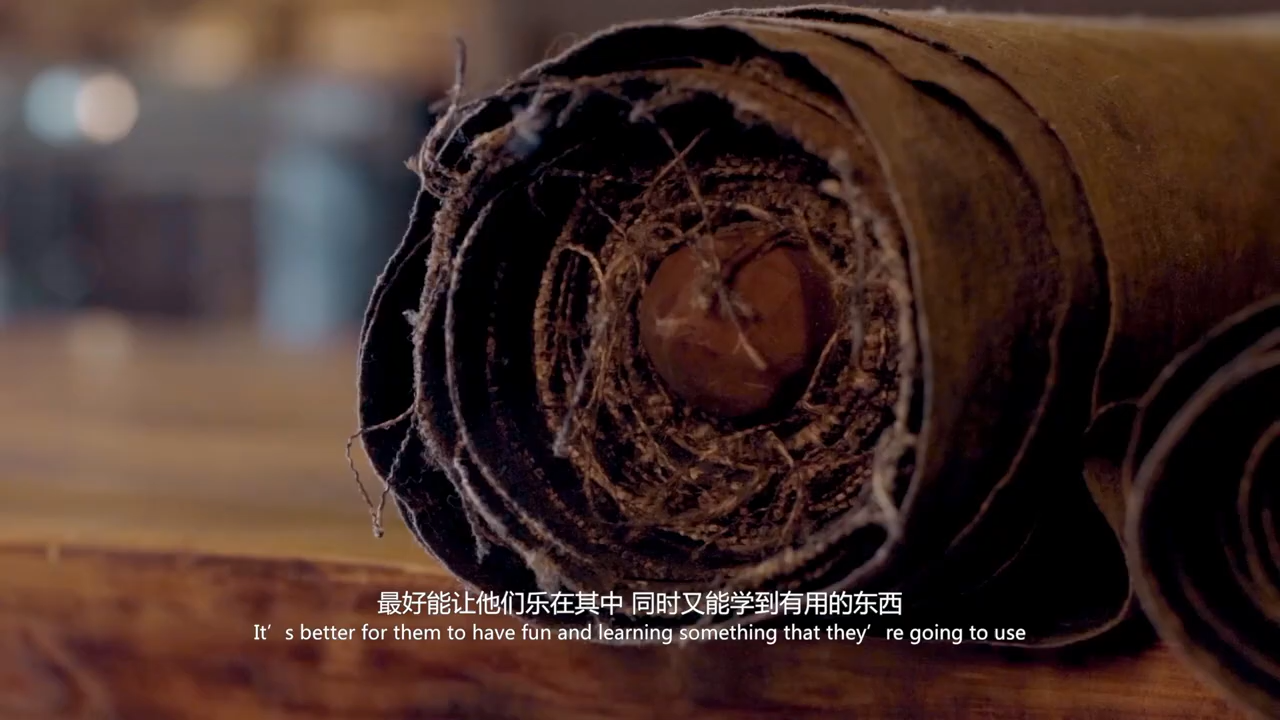 最好能让他们乐在其中 同时又能学到有用的东西
It’s better for them to have fun and learning something that they’re going to use